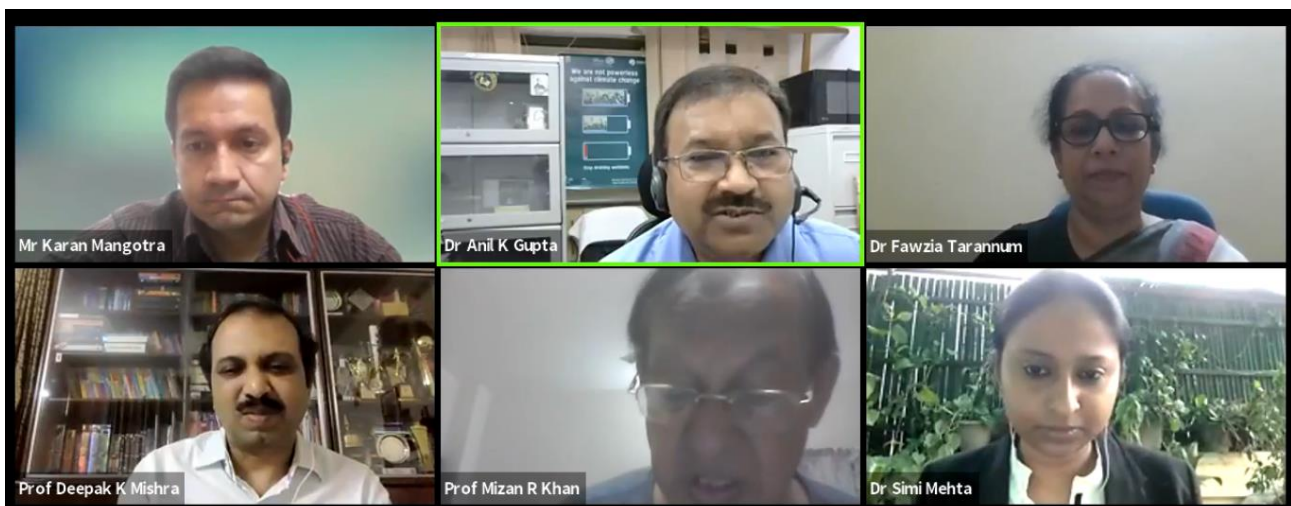 We are not powerless
against climate change
Mr Karan Mangotra
Dr Anil K Gupta
Dr Fawzia Tarannum
Prof Deepak K Mishra
Prof Mizan R Khan
Dr Simi Mehta